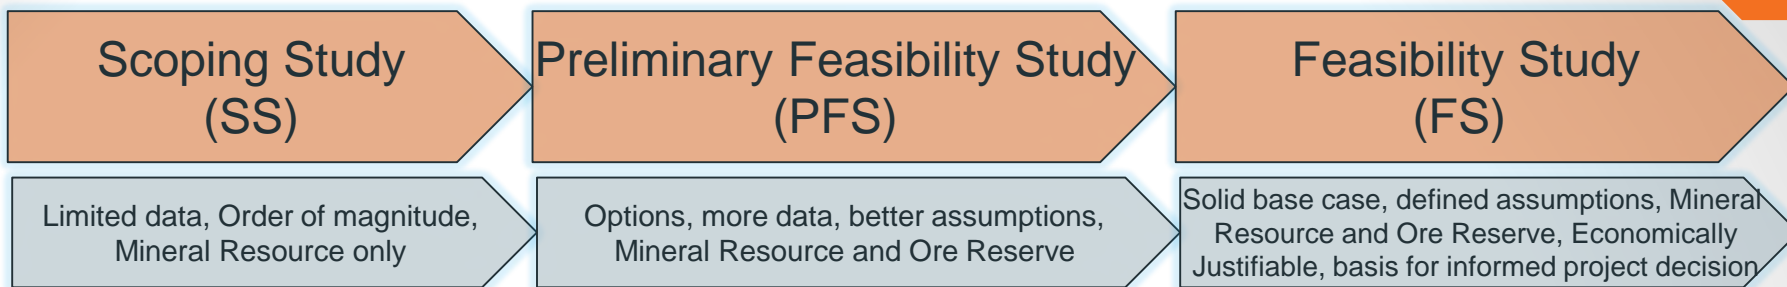 Scoping Study
(SS)
Preliminary Feasibility Study
(PFS)
Feasibility Study
(FS)
Limited data, Order of magnitude,
Mineral Resource only
Options, more data, better assumptions,
Mineral Resource and Ore Reserve
Solid base case, defined assumptions, Mineral
Resource and Ore Reserve, Economically
Justifiable, basis for informed project decision